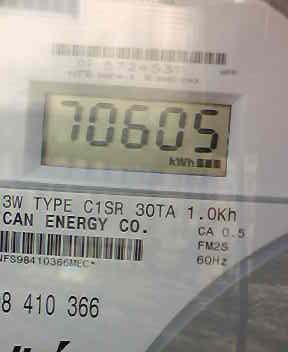 70605
kWh
3W TYPE C1SR 30TA 1.0Kh
CAN ENERGY CO.
CA 0.5
FM2S
60Hz
NFS98410366MEC*
8 410 366